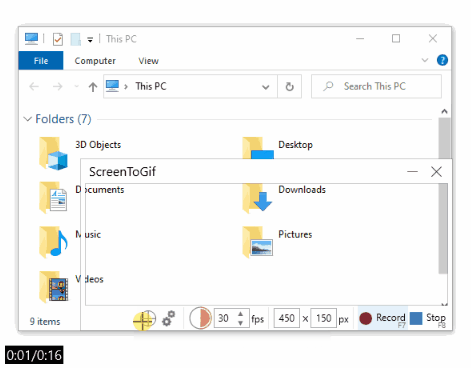 This PC
File Computer View
This PC
Search This PC
Folders (7)
3D Objects
Desktop
ScreenToGif
Documents
Downloads
Music
Pictures
Videos
9 items
30 fps 450 x 150 px Record F7 Stop F8
0:01/0:16